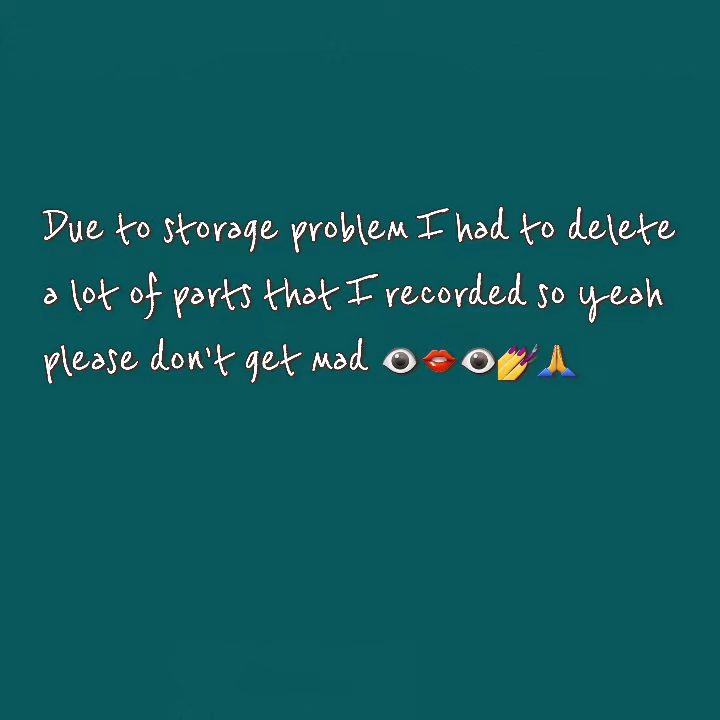 Due to storage problem I had to delete
a lot of parts that I recorded so yeah
please don't get mad 👁️👄👁️💅🙏